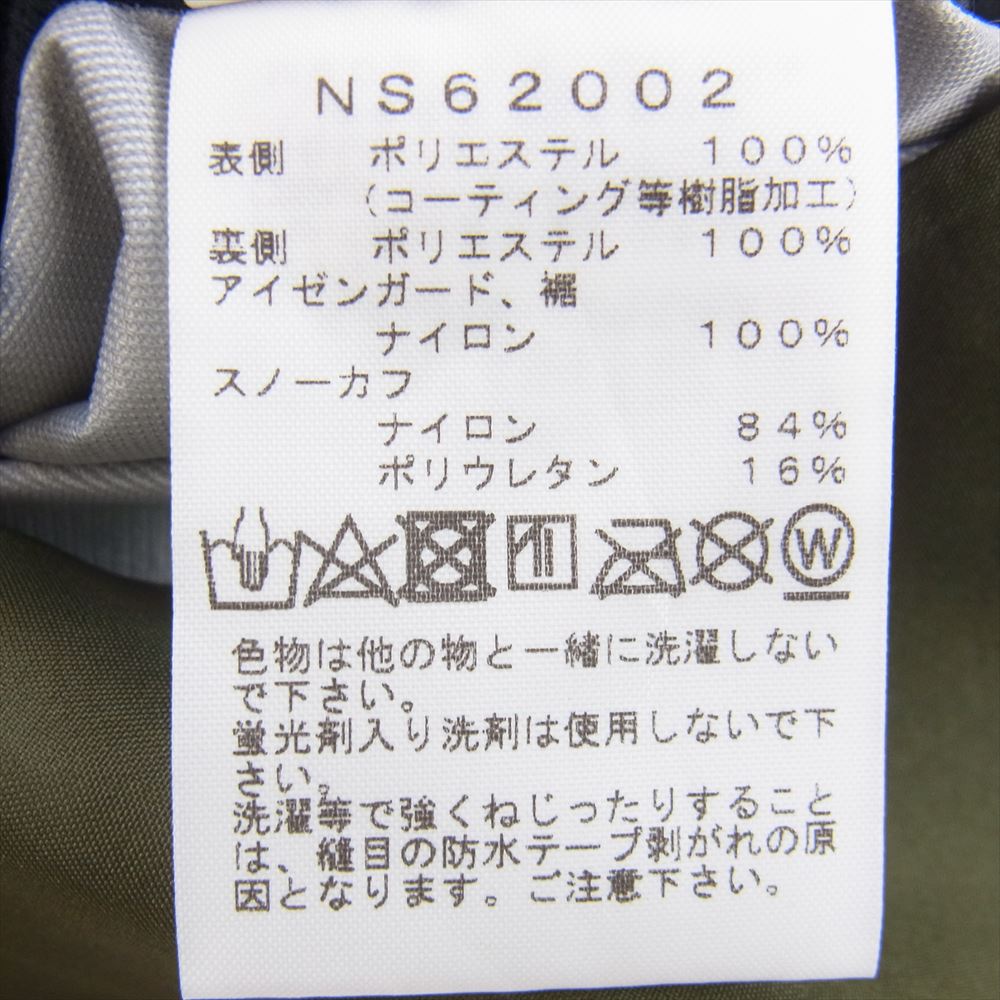 NS62002
表側 ポリエステル 100%
(コーティング等樹脂加工)
裏側 ポリエステル 100%
アイゼンガード、裾
ナイロン 100%
スノーカフ
ナイロン 84%
ポリウレタン 16%
W
色物は他の物と一緒に洗濯しない
で下さい。
蛍光剤入り洗剤は使用しないで下
さい。
洗濯等で強くねじったりすること
は、縫目の防水テープ剥がれの原
因となります。ご注意下さい。